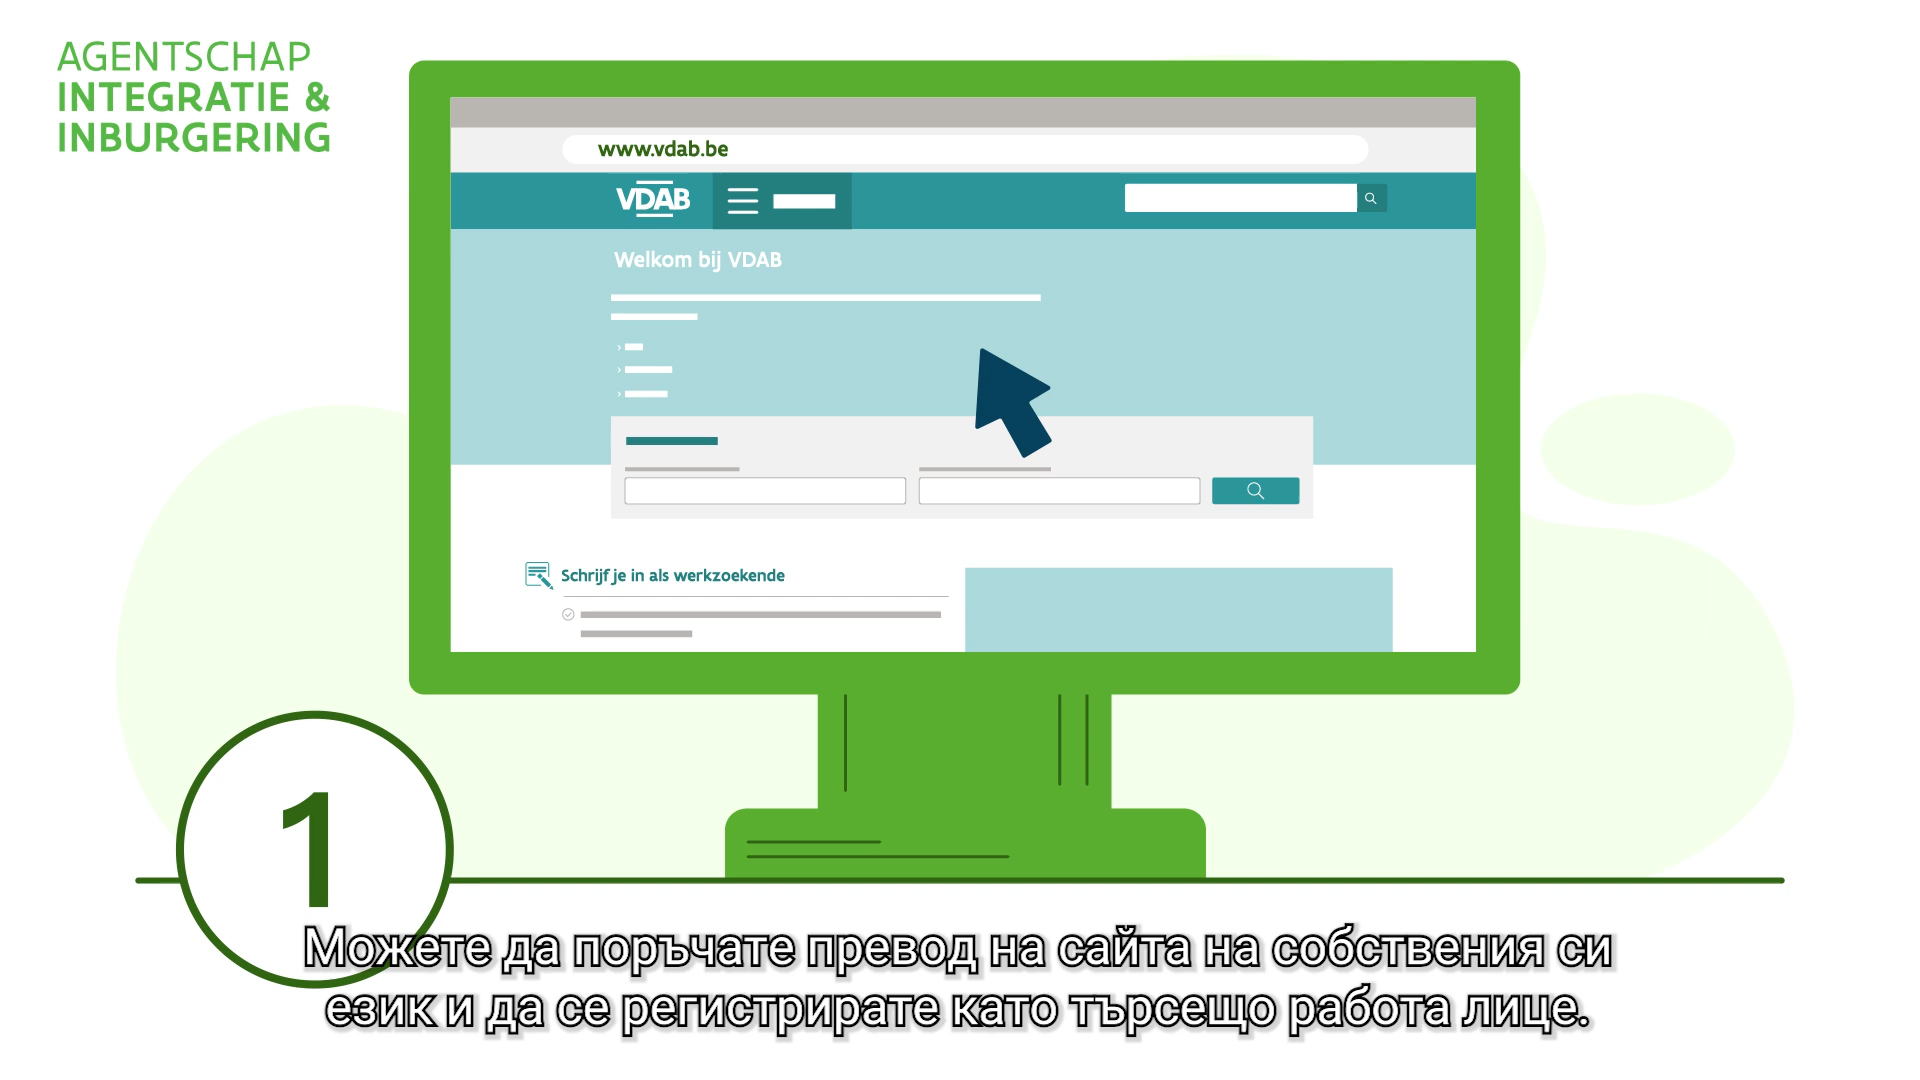 AGENTSCHAP
INTEGRATIE &
INBURGERING
www.vdab.be
VDAB
Welkom bij VDAB
Schrijf je in als werkzoekende
1
Можете да поръчате превод на сайта на собствения си
език и да се регистрирате като търсещо работа лице.